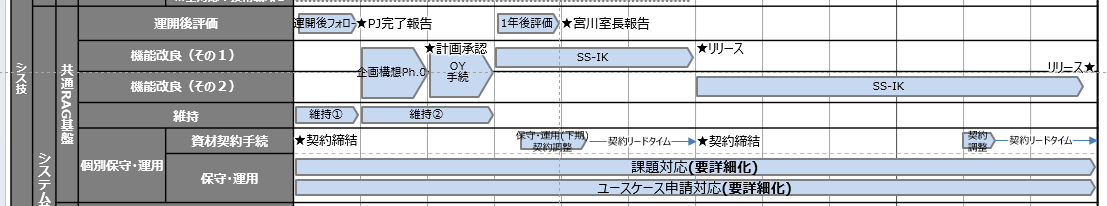 運開後評価
運開後フォロー
★PJ完了報告
1年後評価
★宮川室長報告
シス技
共通RAG基盤
機能改良（その１）
企画構想Ph.0
★計画承認
OY
手続
SS-IK
★リリース
機能改良（その２）
SS-IK
リリース★
維持
維持①
維持②
システム
個別保守・運用
資材契約手続
★契約締結
保守・運用(下期)
契約調整
契約リードタイム
★契約締結
契約
調整
契約リードタイム
保守・運用
課題対応(要詳細化)
ユースケース申請対応(要詳細化)